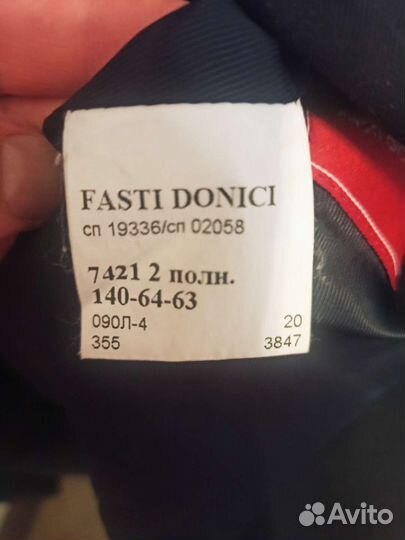 FASTI DONICI
сп 19336/сп 02058
7421 2 полн.
140-64-63
090Л-4 20
355 3847
Avito